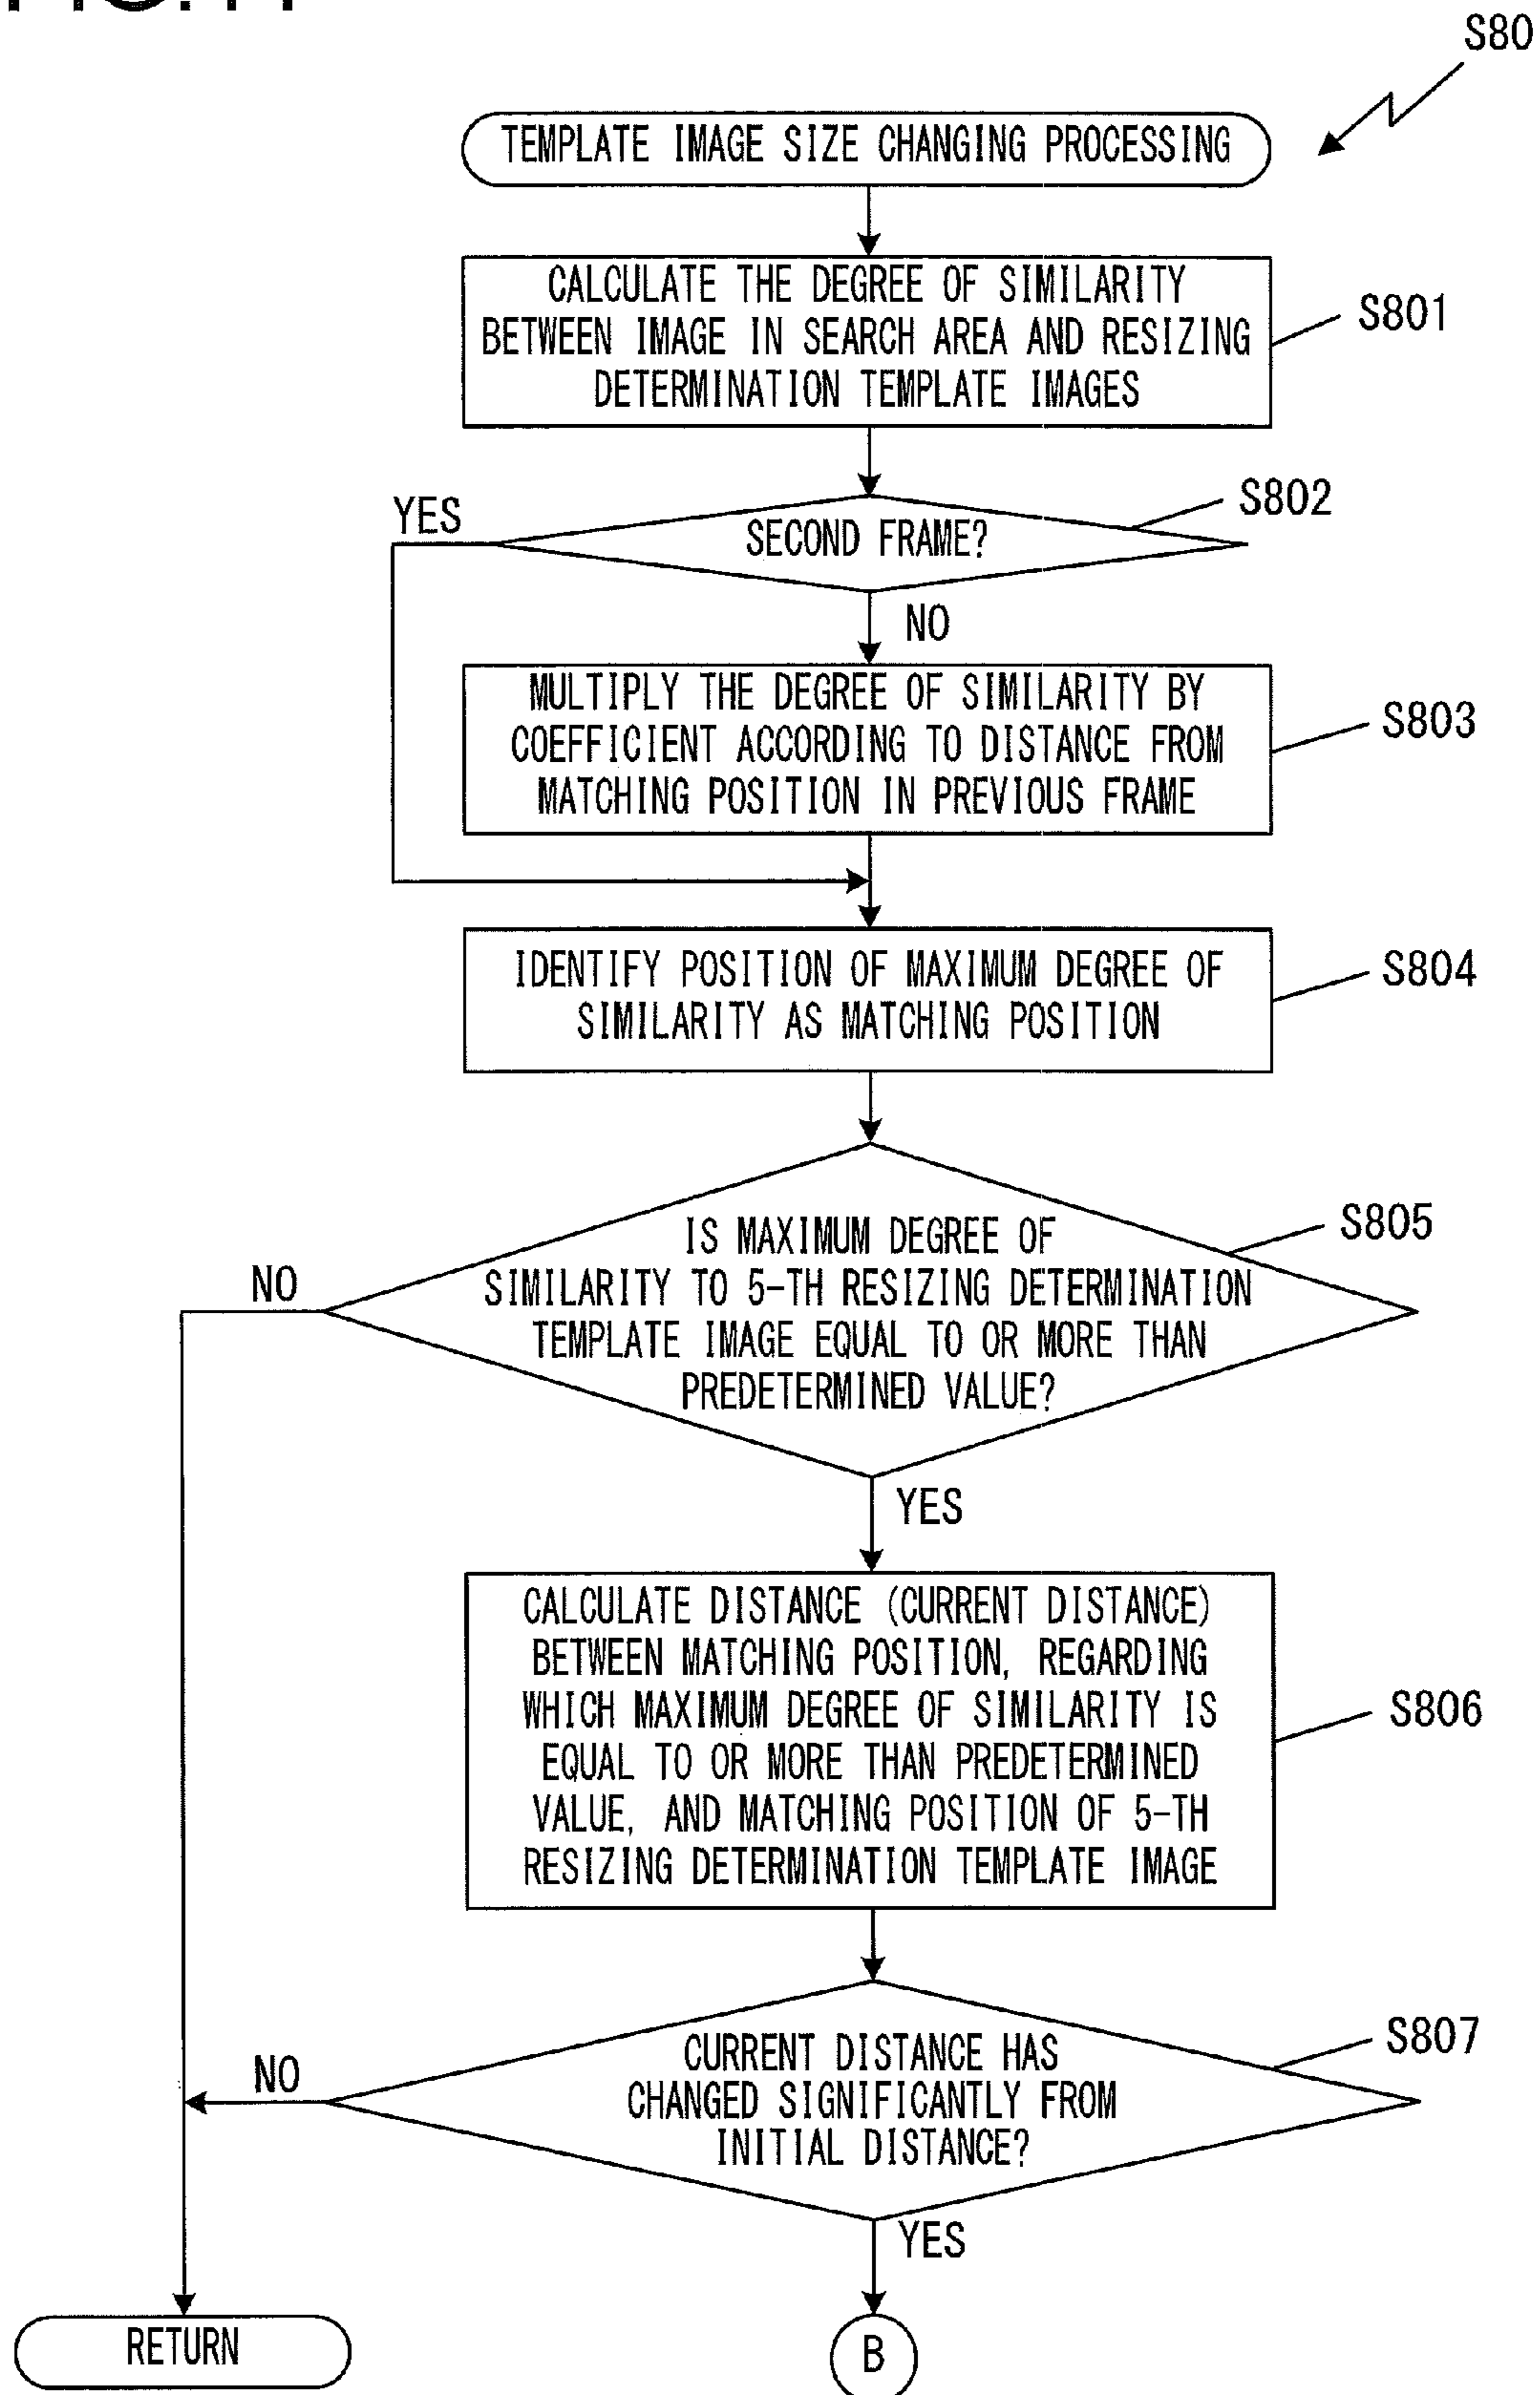 S80
TEMPLATE IMAGE SIZE CHANGING PROCESSING
CALCULATE THE DEGREE OF SIMILARITY
BETWEEN IMAGE IN SEARCH AREA AND RESIZING
DETERMINATION TEMPLATE IMAGES
S801
YES
SECOND FRAME?
S802
NO
MULTIPLY THE DEGREE OF SIMILARITY BY
COEFFICIENT ACCORDING TO DISTANCE FROM
MATCHING POSITION IN PREVIOUS FRAME
S803
IDENTIFY POSITION OF MAXIMUM DEGREE OF
SIMILARITY AS MATCHING POSITION
S804
IS MAXIMUM DEGREE OF
SIMILARITY TO 5-TH RESIZING DETERMINATION
TEMPLATE IMAGE EQUAL TO OR MORE THAN
PREDETERMINED VALUE?
S805
NO
YES
CALCULATE DISTANCE (CURRENT DISTANCE)
BETWEEN MATCHING POSITION, REGARDING
WHICH MAXIMUM DEGREE OF SIMILARITY IS
EQUAL TO OR MORE THAN PREDETERMINED
VALUE, AND MATCHING POSITION OF 5-TH
RESIZING DETERMINATION TEMPLATE IMAGE
S806
CURRENT DISTANCE HAS
CHANGED SIGNIFICANTLY FROM
INITIAL DISTANCE?
S807
NO
YES
RETURN
B